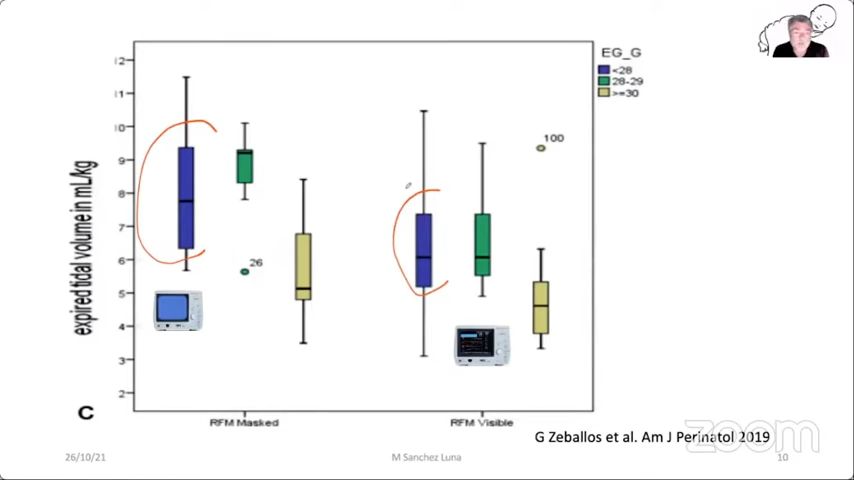 EG_G
<28
28-29
>=30
12
11
10
9
8
7
6
5
4
3
2
expired tidal volume in mL/kg
100
26
C
RFM Masked
RFM Visible
zoom
G Zeballos et al. Am J Perinatol 2019
26/10/21
M Sanchez Luna
10